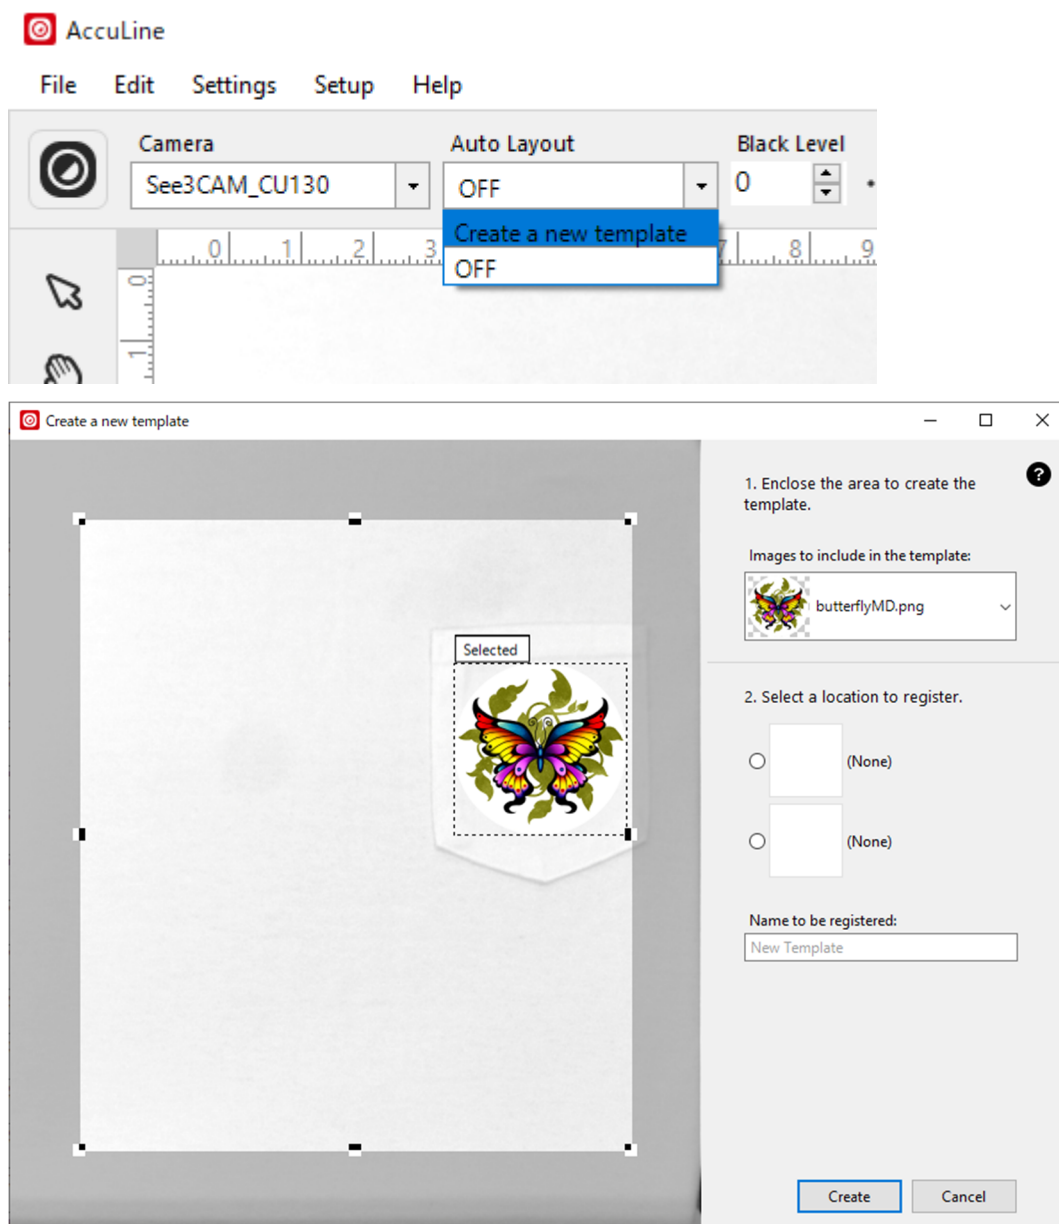 AccuLine
File Edit Settings Setup Help
Camera Auto Layout Black Level
See3CAM_CU130 OFF 0
Create a new template
OFF
0 1 2 3 7 8 9
0
1
Create a new template
1. Enclose the area to create the
template.
?
Images to include in the template:
butterflyMD.png
Selected
2. Select a location to register.
(None)
(None)
Name to be registered:
New Template
Create Cancel